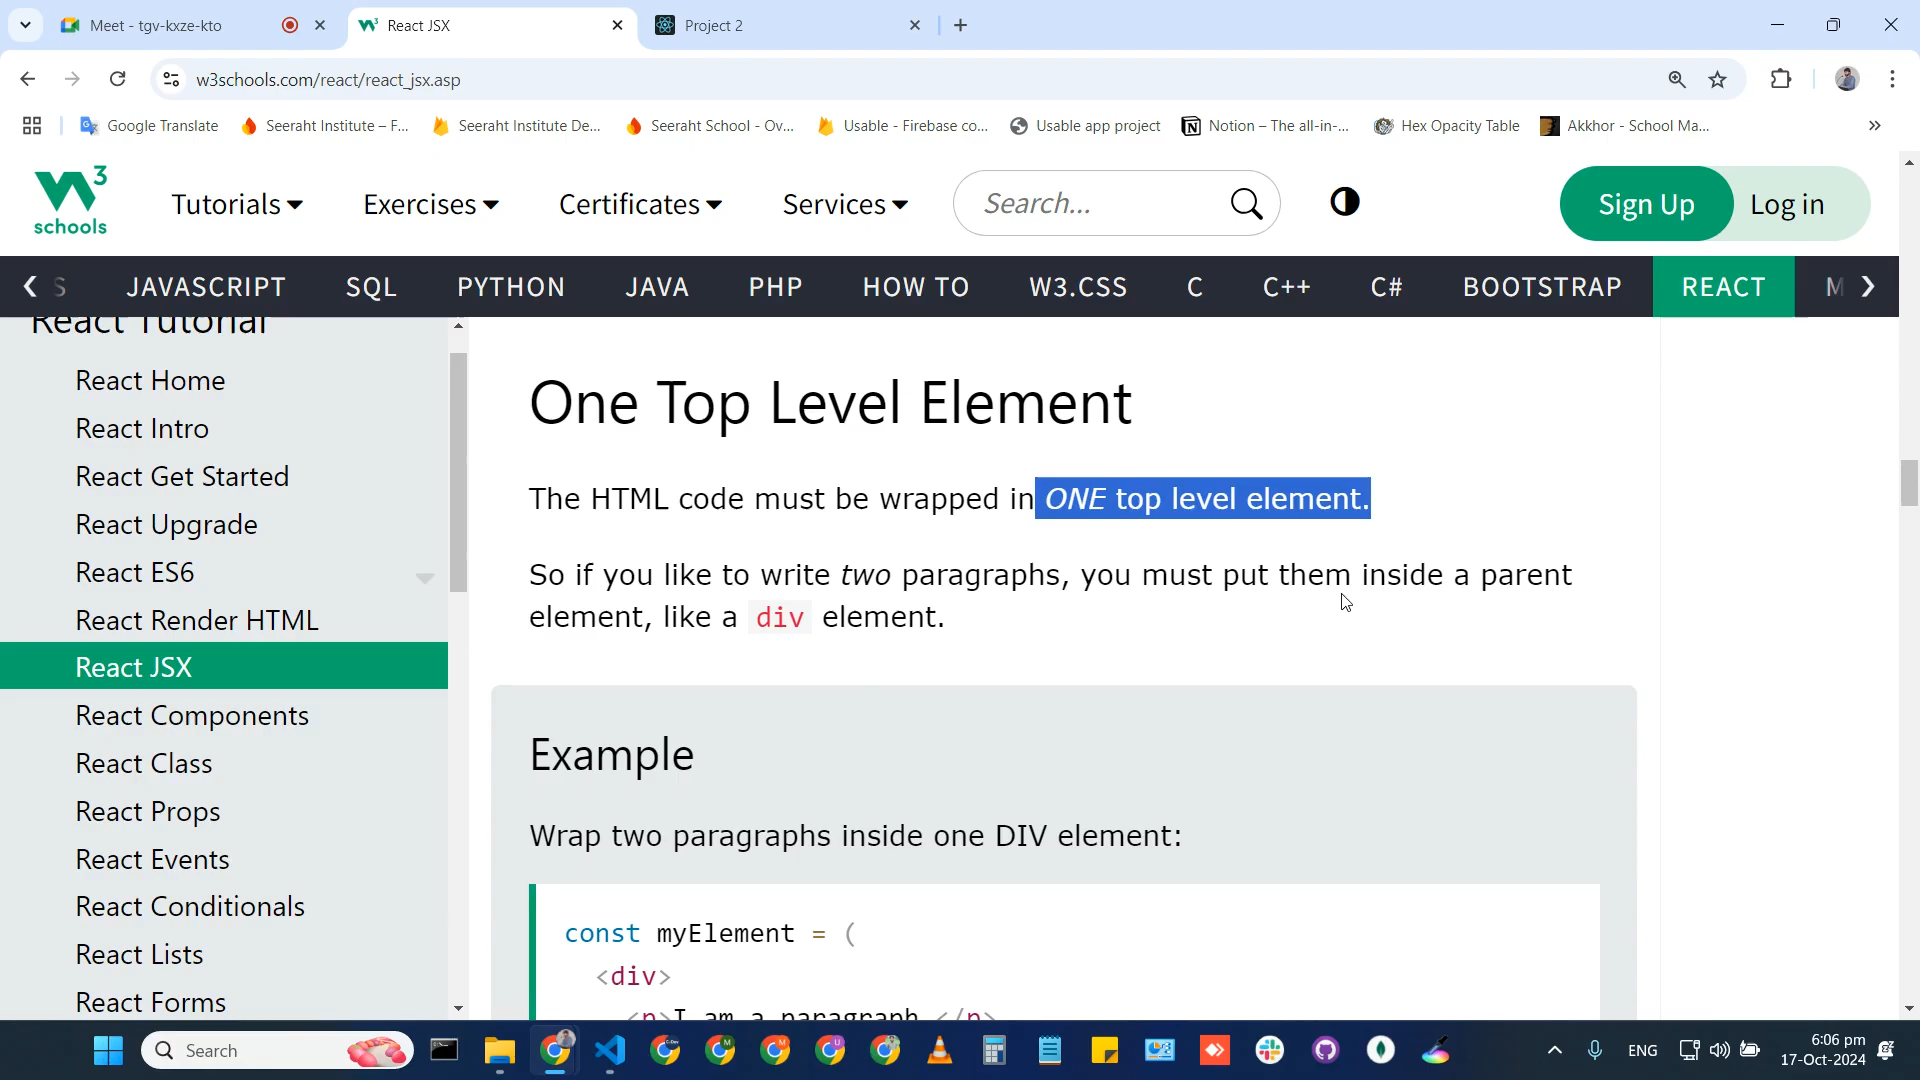 Meet - tgv-kxze-kto
React JSX
Project 2
w3schools.com/react/react_jsx.asp
Google Translate
Seeraht Institute – F...
Seeraht Institute De...
Seeraht School - Ov...
Usable - Firebase co...
Usable app project
Notion – The all-in-...
Hex Opacity Table
Akkhor - School Ma...
W3 schools
Tutorials
Exercises
Certificates
Services
Search...
Sign Up
Log in
S
JAVASCRIPT
SQL
PYTHON
JAVA
PHP
HOW TO
W3.CSS
C
C++
C#
BOOTSTRAP
REACT
M
React Tutorial
React Home
React Intro
React Get Started
React Upgrade
React ES6
React Render HTML
React JSX
React Components
React Class
React Props
React Events
React Conditionals
React Lists
React Forms
One Top Level Element
The HTML code must be wrapped in ONE top level element.
So if you like to write two paragraphs, you must put them inside a parent
element, like a div element.
Example
Wrap two paragraphs inside one DIV element:
const myElement = (
<div>
<p>I am a paragraph.</p>
Search
ENG
6:06 pm
17-Oct-2024